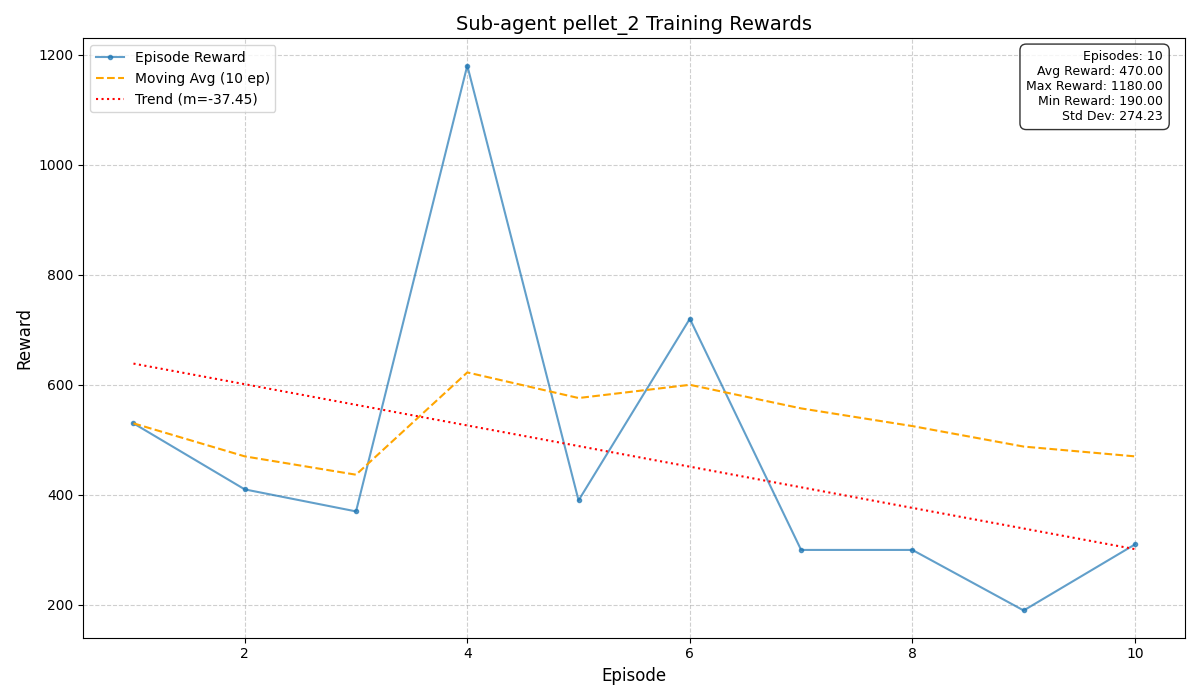 Sub-agent pellet_2 Training Rewards
Episode Reward
Moving Avg (10 ep)
Trend (m=-37.45)
Episodes: 10
Avg Reward: 470.00
Max Reward: 1180.00
Min Reward: 190.00
Std Dev: 274.23
1200
1000
800
600
400
200
Reward
2
4
6
8
10
Episode